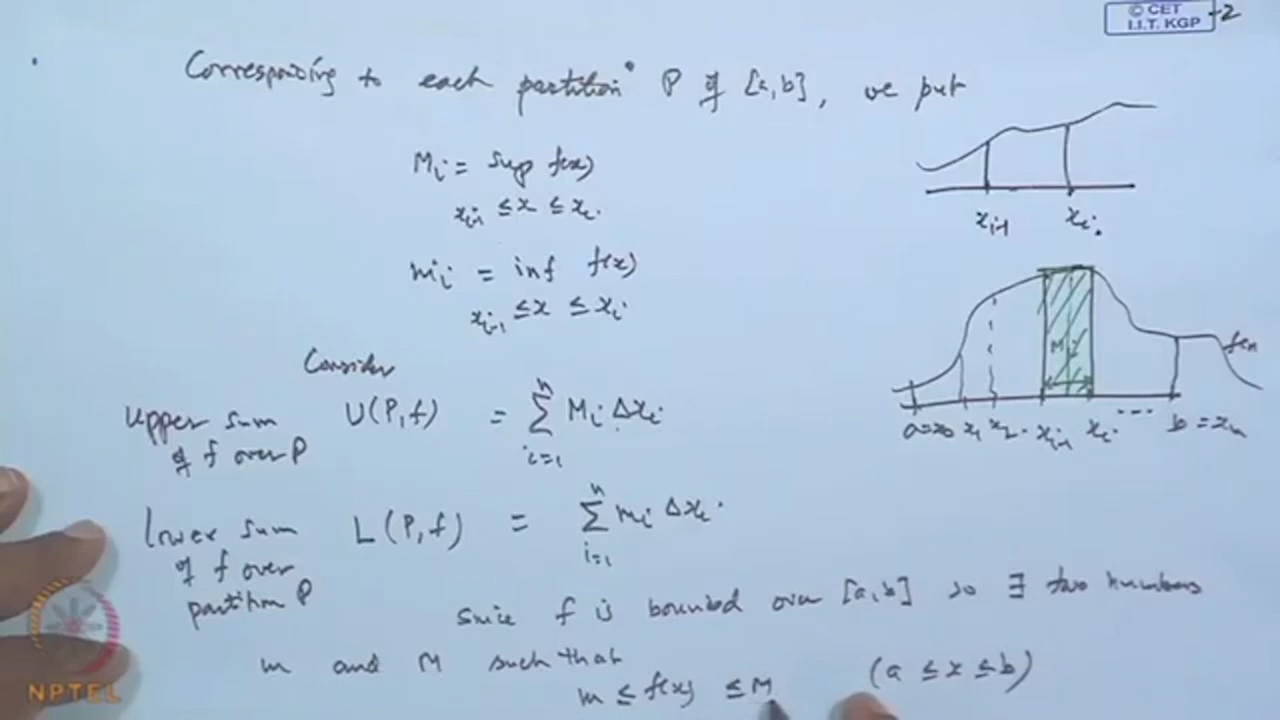 © CET
I.I.T. KGP
-2
Corresponding to each partition P of [a,b], we put
Mi = sup f(x)
xi-1 ≤ x ≤ xi
mi = inf f(x)
xi-1 ≤ x ≤ xi
xi-1 xi
Mi
f(x)
a=x0 x1 x2 xi-1 xi ... b = xn
Consider
Upper sum U(P,f) = n∑i=1 Mi Δxi
of f over P
Lower sum L(P,f) = n∑i=1 mi Δxi
of f over
partition P
Since f is bounded over [a,b] so ∃ two numbers
m and M such that
m ≤ f(x) ≤ M (a ≤ x ≤ b)
NPTEL